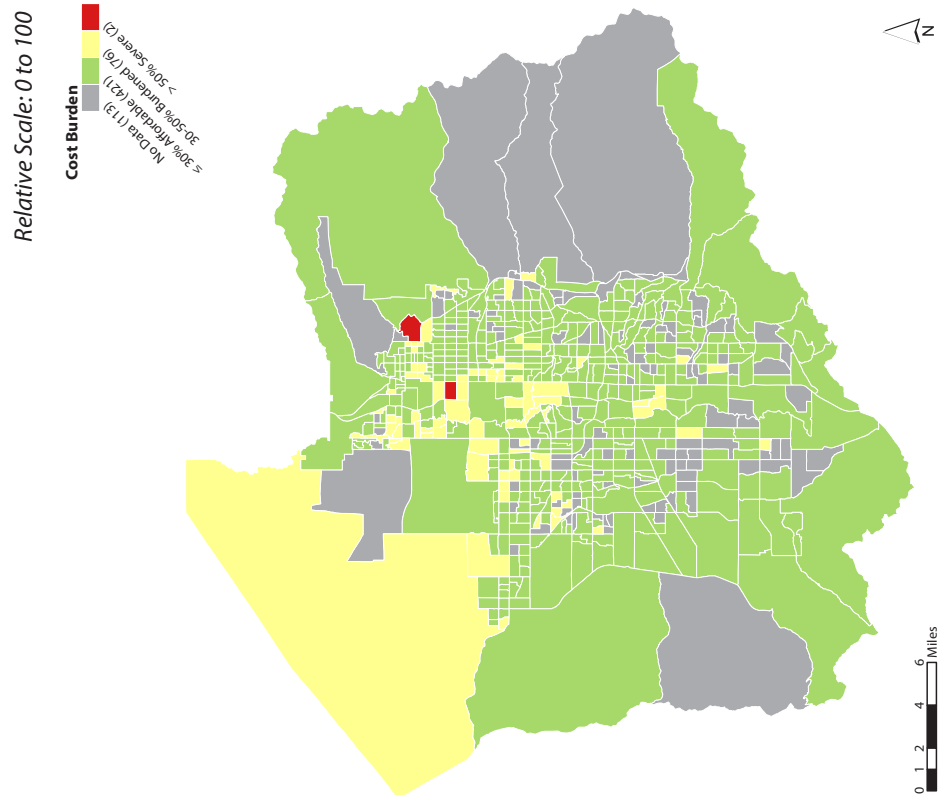 Relative Scale: 0 to 100
Cost Burden
> 50% Severe (2)
30-50% Burdened (76)
≤ 30% Affordable (421)
No Data (113)
N
0 1 2 4 6
Miles